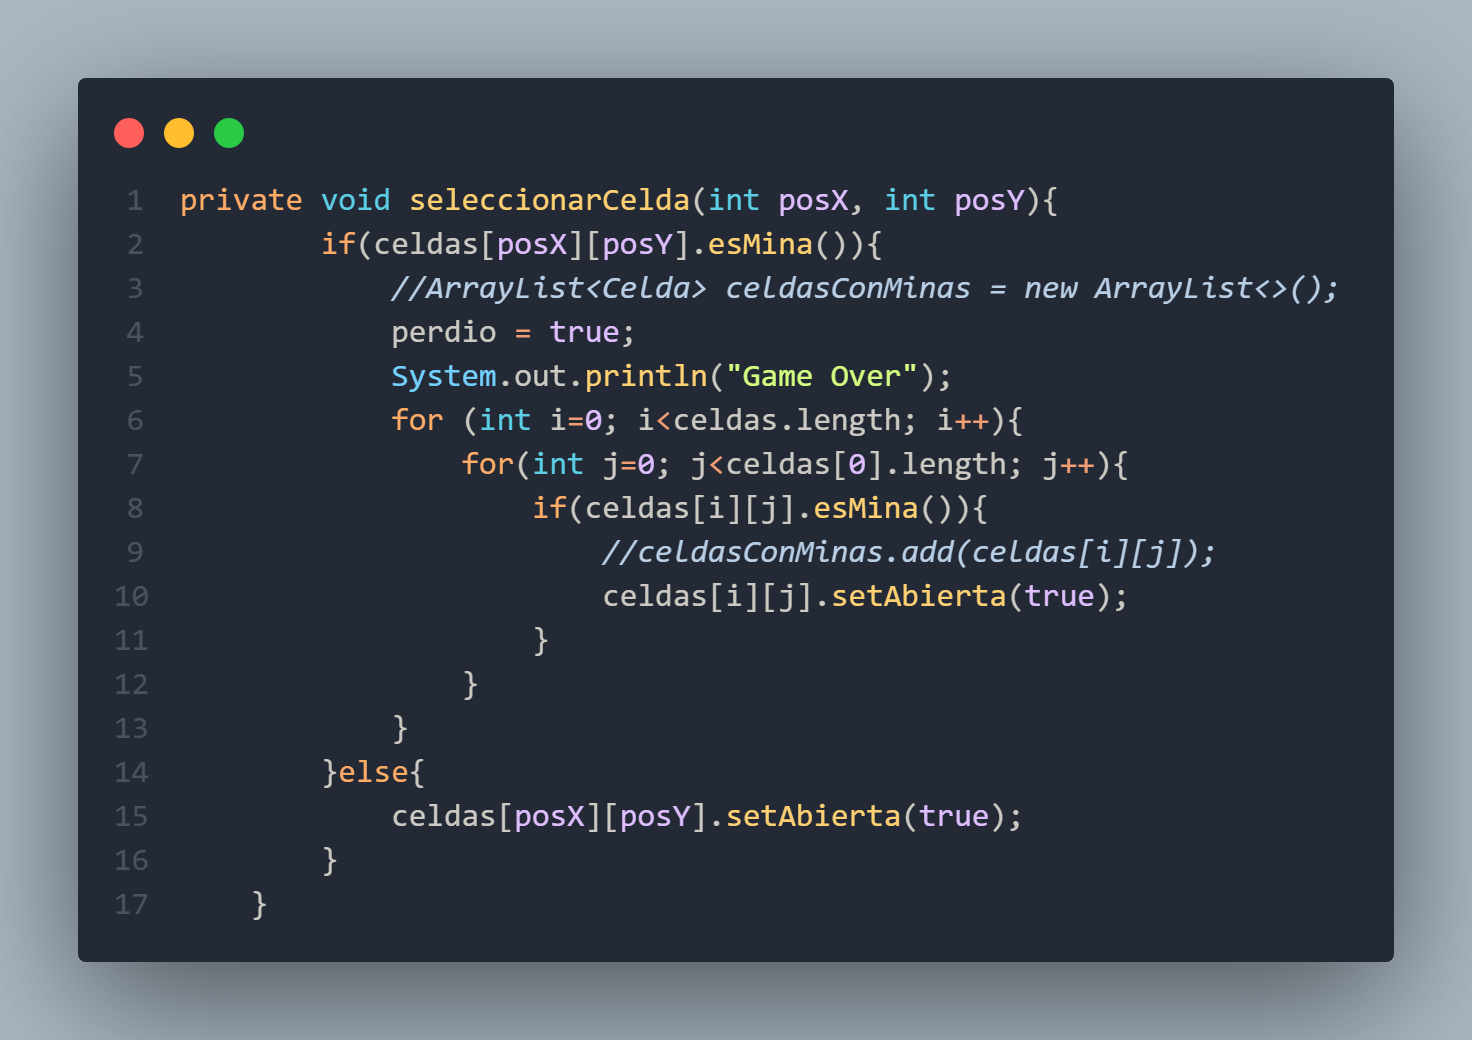 1 private void seleccionarCelda(int posX, int posY){
2 if(celdas[posX][posY].esMina()){
3 //ArrayList<Celda> celdasConMinas = new ArrayList<>();
4 perdio = true;
5 System.out.println("Game Over");
6 for (int i=0; i<celdas.length; i++){
7 for(int j=0; j<celdas[0].length; j++){
8 if(celdas[i][j].esMina()){
9 //celdasConMinas.add(celdas[i][j]);
10 celdas[i][j].setAbierta(true);
11 }
12 }
13 }
14 }else{
15 celdas[posX][posY].setAbierta(true);
16 }
17 }